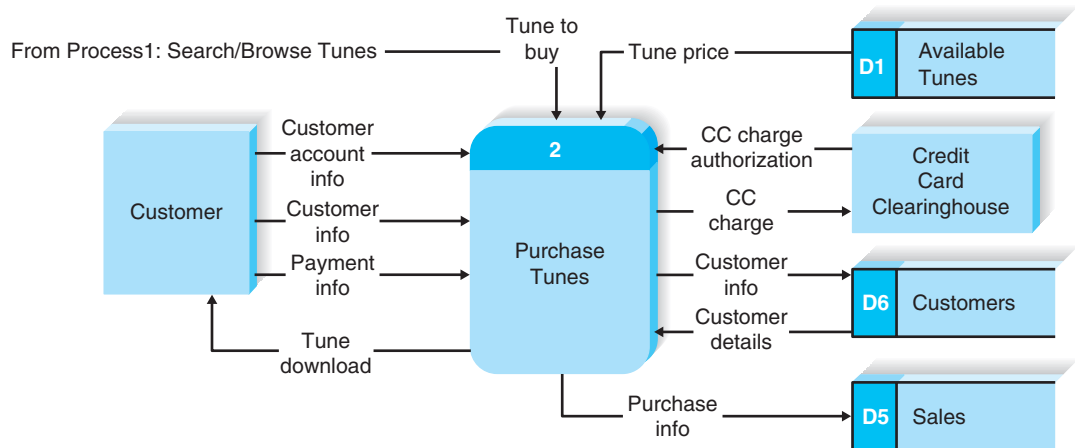 From Process1: Search/Browse Tunes
Tune to
buy
Tune price
D1
Available
Tunes
Customer
Customer
account
info
Customer
info
Payment
info
Tune
download
2
Purchase
Tunes
CC charge
authorization
CC
charge
Credit
Card
Clearinghouse
Customer
info
Customer
details
D6
Customers
Purchase
info
D5
Sales